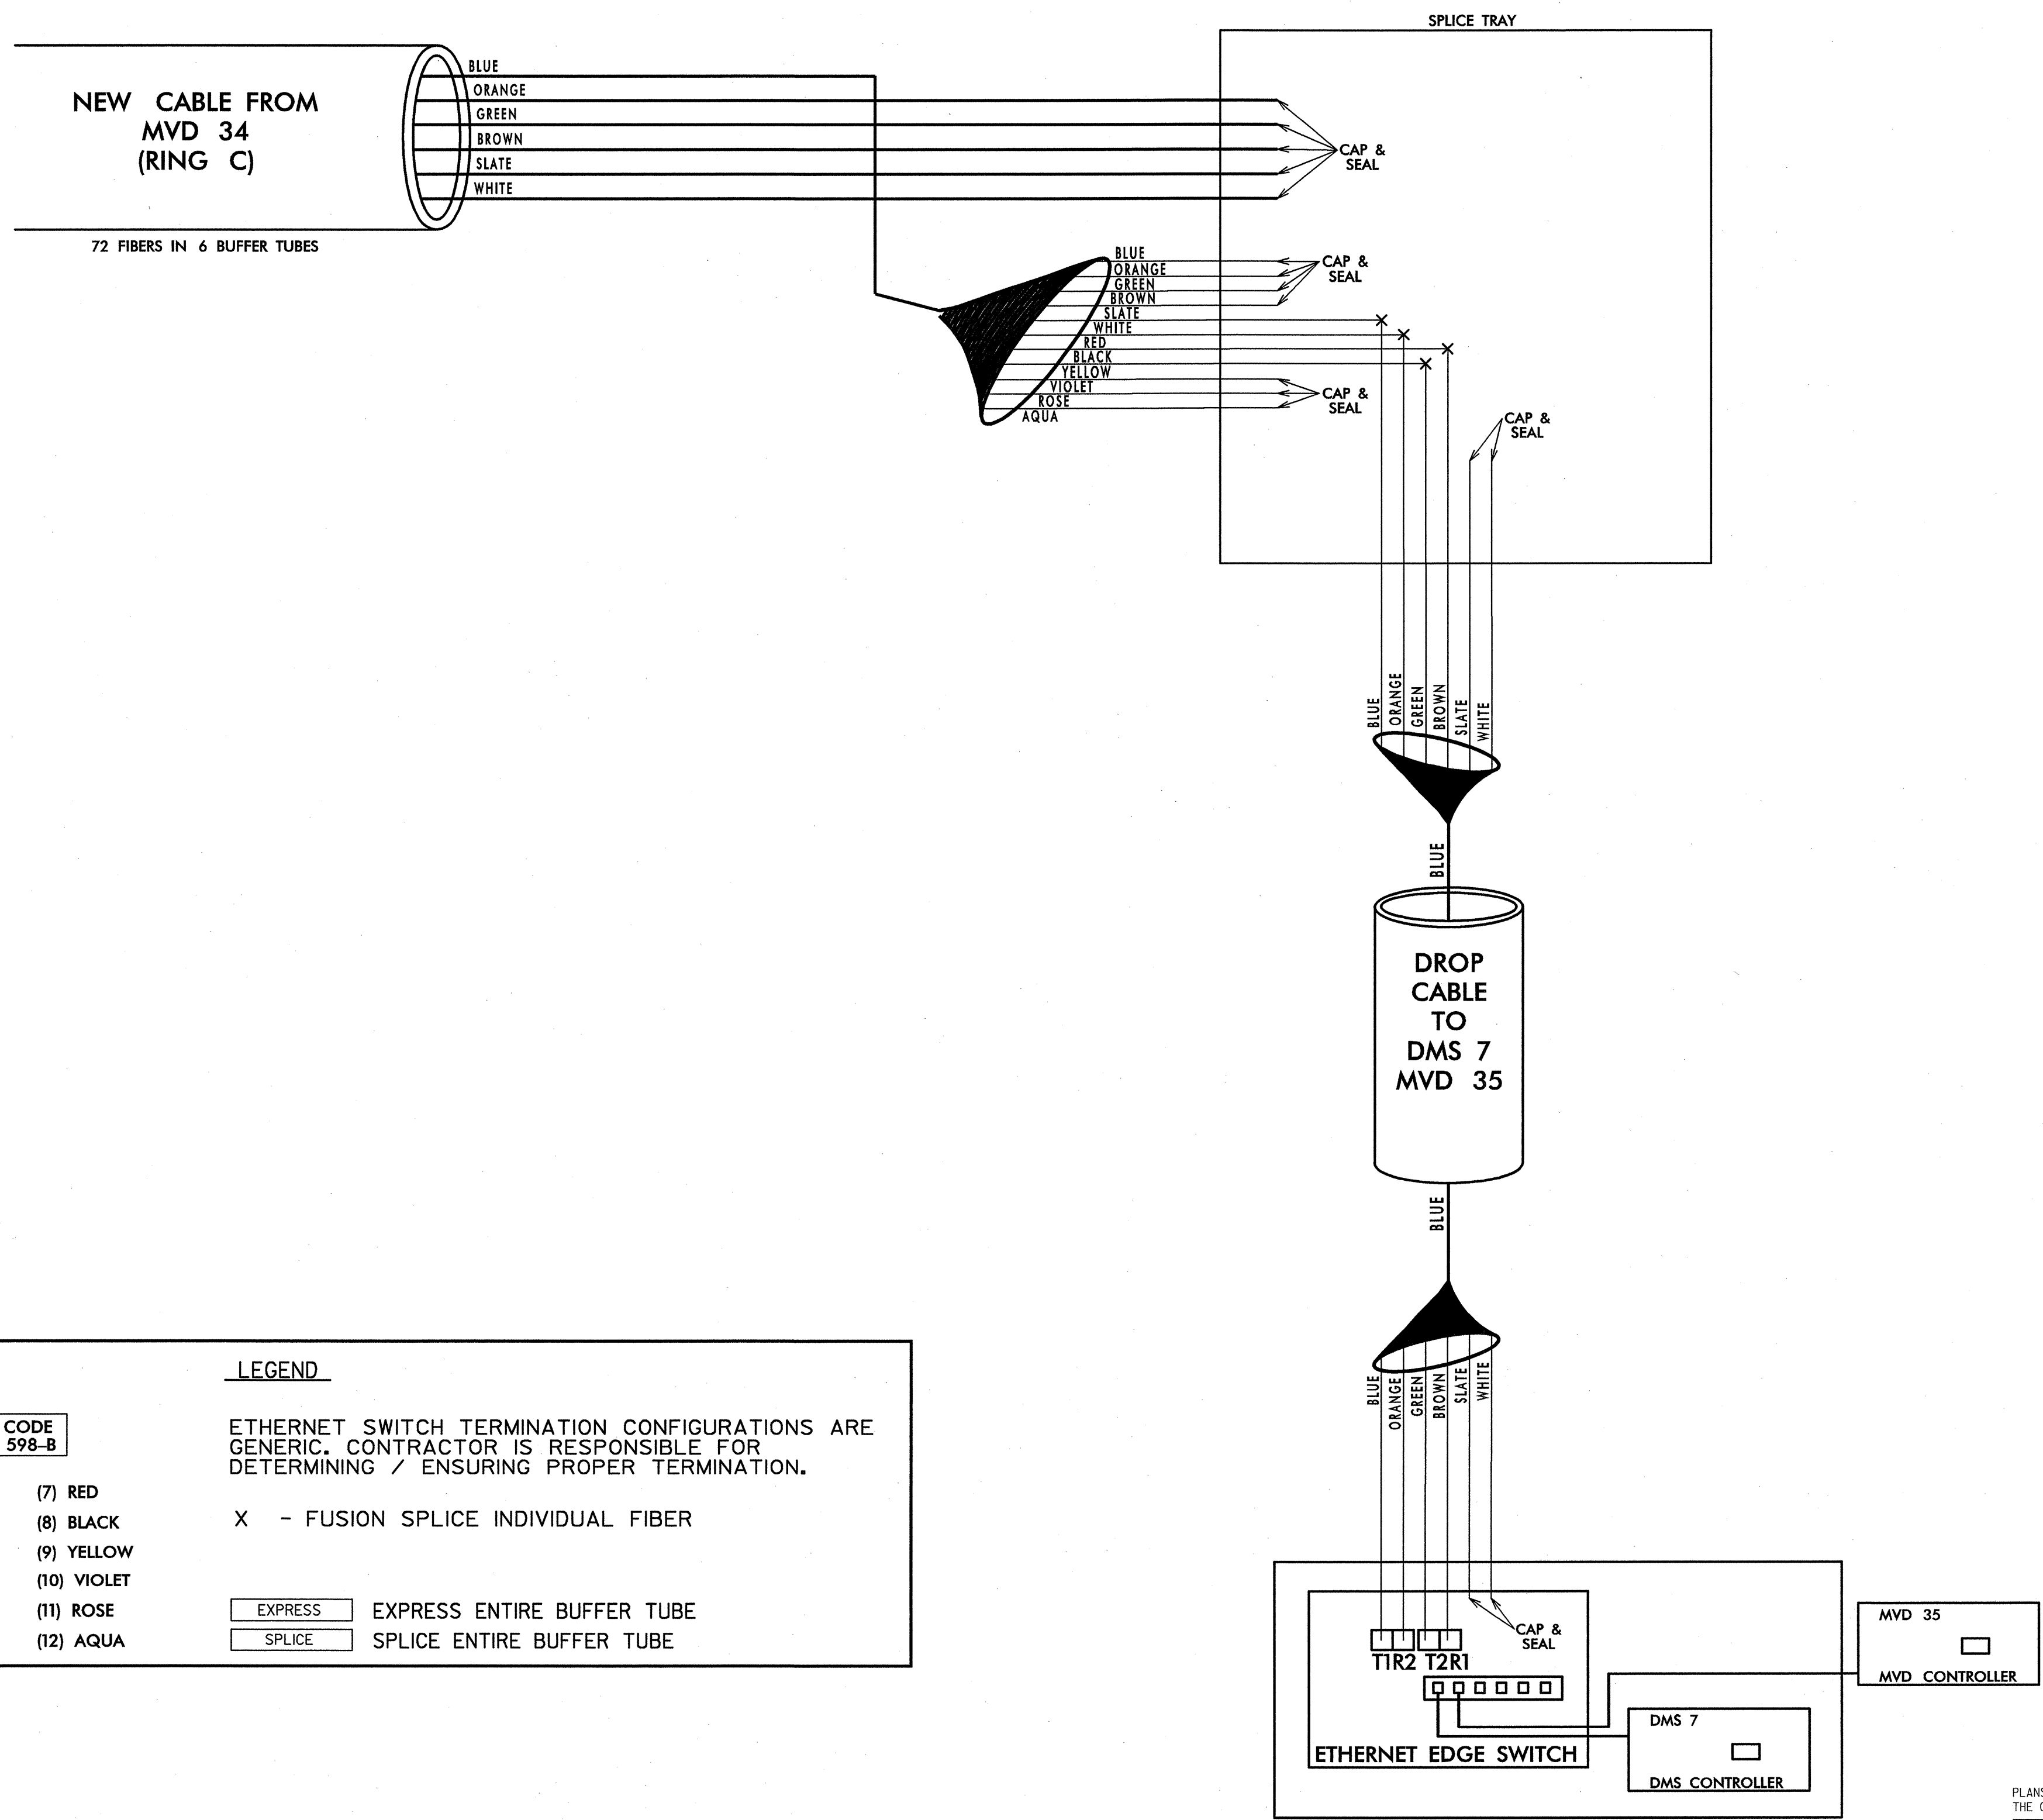 SPLICE TRAY
NEW CABLE FROM
MVD 34
(RING C)
72 FIBERS IN 6 BUFFER TUBES
BLUE
ORANGE
GREEN
BROWN
SLATE
WHITE
CAP &
SEAL
BLUE
ORANGE
GREEN
BROWN
SLATE
WHITE
RED
BLACK
YELLOW
VIOLET
ROSE
AQUA
CAP &
SEAL
CAP &
SEAL
CAP &
SEAL
BLUE
ORANGE
GREEN
BROWN
SLATE
WHITE
BLUE
DROP
CABLE
TO
DMS 7
MVD 35
BLUE
BLUE
ORANGE
GREEN
BROWN
SLATE
WHITE
CAP &
SEAL
T1R2 T2R1
ETHERNET EDGE SWITCH
MVD 35
MVD CONTROLLER
DMS 7
DMS CONTROLLER
LEGEND
CODE
598-B
(7) RED
(8) BLACK
(9) YELLOW
(10) VIOLET
(11) ROSE
(12) AQUA
ETHERNET SWITCH TERMINATION CONFIGURATIONS ARE
GENERIC. CONTRACTOR IS RESPONSIBLE FOR
DETERMINING / ENSURING PROPER TERMINATION.
X - FUSION SPLICE INDIVIDUAL FIBER
EXPRESS EXPRESS ENTIRE BUFFER TUBE
SPLICE SPLICE ENTIRE BUFFER TUBE
PLANS
THE